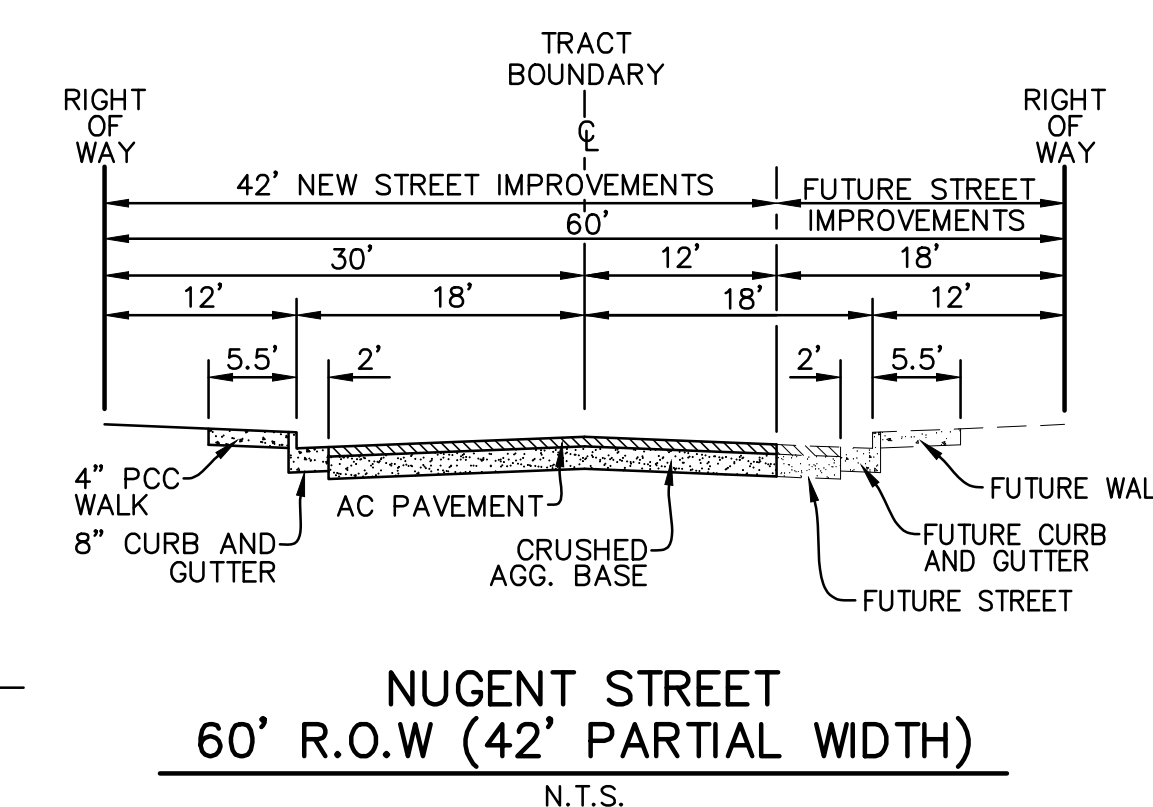 TRACT
BOUNDARY
℄
RIGHT
OF
WAY
RIGHT
OF
WAY
42' NEW STREET IMPROVEMENTS
FUTURE STREET
IMPROVEMENTS
60'
30'
12'
18'
12'
18'
18'
12'
5.5'
2'
2'
5.5'
4" PCC
WALK
8" CURB AND
GUTTER
AC PAVEMENT
CRUSHED
AGG. BASE
FUTURE WAL
FUTURE CURB
AND GUTTER
FUTURE STREET
NUGENT STREET
60' R.O.W (42' PARTIAL WIDTH)
N.T.S.